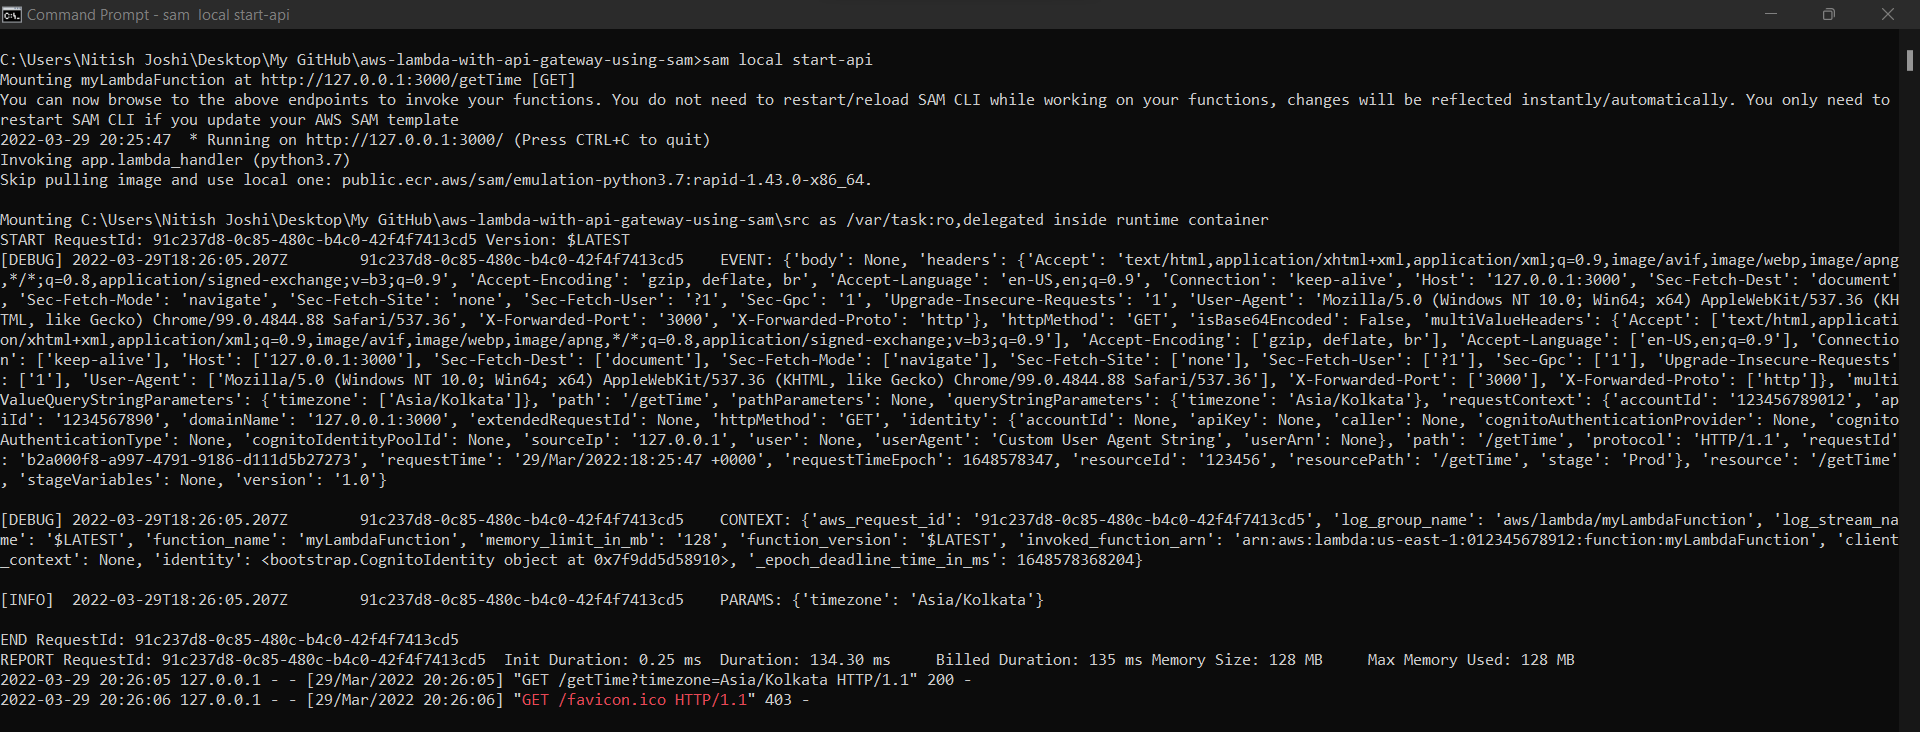 Command Prompt - sam  local start-api
C:\Users\Nitish Joshi\Desktop\My GitHub\aws-lambda-with-api-gateway-using-sam>sam local start-api
Mounting myLambdaFunction at http://127.0.0.1:3000/getTime [GET]
You can now browse to the above endpoints to invoke your functions. You do not need to restart/reload SAM CLI while working on your functions, changes will be reflected instantly/automatically. You only need to
restart SAM CLI if you update your AWS SAM template
2022-03-29 20:25:47  * Running on http://127.0.0.1:3000/ (Press CTRL+C to quit)
Invoking app.lambda_handler (python3.7)
Skip pulling image and use local one: public.ecr.aws/sam/emulation-python3.7:rapid-1.43.0-x86_64.
Mounting C:\Users\Nitish Joshi\Desktop\My GitHub\aws-lambda-with-api-gateway-using-sam\src as /var/task:ro,delegated inside runtime container
START RequestId: 91c237d8-0c85-480c-b4c0-42f4f7413cd5 Version: $LATEST
[DEBUG] 2022-03-29T18:26:05.207Z        91c237d8-0c85-480c-b4c0-42f4f7413cd5    EVENT: {'body': None, 'headers': {'Accept': 'text/html,application/xhtml+xml,application/xml;q=0.9,image/avif,image/webp,image/apng
,*/*;q=0.8,application/signed-exchange;v=b3;q=0.9', 'Accept-Encoding': 'gzip, deflate, br', 'Accept-Language': 'en-US,en;q=0.9', 'Connection': 'keep-alive', 'Host': '127.0.0.1:3000', 'Sec-Fetch-Dest': 'document'
, 'Sec-Fetch-Mode': 'navigate', 'Sec-Fetch-Site': 'none', 'Sec-Fetch-User': '?1', 'Sec-Gpc': '1', 'Upgrade-Insecure-Requests': '1', 'User-Agent': 'Mozilla/5.0 (Windows NT 10.0; Win64; x64) AppleWebKit/537.36 (KH
TML, like Gecko) Chrome/99.0.4844.88 Safari/537.36', 'X-Forwarded-Port': '3000', 'X-Forwarded-Proto': 'http'}, 'httpMethod': 'GET', 'isBase64Encoded': False, 'multiValueHeaders': {'Accept': ['text/html,applicati
on/xhtml+xml,application/xml;q=0.9,image/avif,image/webp,image/apng,*/*;q=0.8,application/signed-exchange;v=b3;q=0.9'], 'Accept-Encoding': ['gzip, deflate, br'], 'Accept-Language': ['en-US,en;q=0.9'], 'Connectio
n': ['keep-alive'], 'Host': ['127.0.0.1:3000'], 'Sec-Fetch-Dest': ['document'], 'Sec-Fetch-Mode': ['navigate'], 'Sec-Fetch-Site': ['none'], 'Sec-Fetch-User': ['?1'], 'Sec-Gpc': ['1'], 'Upgrade-Insecure-Requests'
: ['1'], 'User-Agent': ['Mozilla/5.0 (Windows NT 10.0; Win64; x64) AppleWebKit/537.36 (KHTML, like Gecko) Chrome/99.0.4844.88 Safari/537.36'], 'X-Forwarded-Port': ['3000'], 'X-Forwarded-Proto': ['http']}, 'multi
ValueQueryStringParameters': {'timezone': ['Asia/Kolkata']}, 'path': '/getTime', 'pathParameters': None, 'queryStringParameters': {'timezone': 'Asia/Kolkata'}, 'requestContext': {'accountId': '123456789012', 'ap
iId': '1234567890', 'domainName': '127.0.0.1:3000', 'extendedRequestId': None, 'httpMethod': 'GET', 'identity': {'accountId': None, 'apiKey': None, 'caller': None, 'cognitoAuthenticationProvider': None, 'cognito
AuthenticationType': None, 'cognitoIdentityPoolId': None, 'sourceIp': '127.0.0.1', 'user': None, 'userAgent': 'Custom User Agent String', 'userArn': None}, 'path': '/getTime', 'protocol': 'HTTP/1.1', 'requestId'
: 'b2a000f8-a997-4791-9186-d111d5b27273', 'requestTime': '29/Mar/2022:18:25:47 +0000', 'requestTimeEpoch': 1648578347, 'resourceId': '123456', 'resourcePath': '/getTime', 'stage': 'Prod'}, 'resource': '/getTime'
, 'stageVariables': None, 'version': '1.0'}
[DEBUG] 2022-03-29T18:26:05.207Z        91c237d8-0c85-480c-b4c0-42f4f7413cd5    CONTEXT: {'aws_request_id': '91c237d8-0c85-480c-b4c0-42f4f7413cd5', 'log_group_name': 'aws/lambda/myLambdaFunction', 'log_stream_na
me': '$LATEST', 'function_name': 'myLambdaFunction', 'memory_limit_in_mb': '128', 'function_version': '$LATEST', 'invoked_function_arn': 'arn:aws:lambda:us-east-1:012345678912:function:myLambdaFunction', 'client
_context': None, 'identity': <bootstrap.CognitoIdentity object at 0x7f9dd5d58910>, '_epoch_deadline_time_in_ms': 1648578368204}
[INFO]  2022-03-29T18:26:05.207Z        91c237d8-0c85-480c-b4c0-42f4f7413cd5    PARAMS: {'timezone': 'Asia/Kolkata'}
END RequestId: 91c237d8-0c85-480c-b4c0-42f4f7413cd5
REPORT RequestId: 91c237d8-0c85-480c-b4c0-42f4f7413cd5  Init Duration: 0.25 ms  Duration: 134.30 ms     Billed Duration: 135 ms Memory Size: 128 MB     Max Memory Used: 128 MB
2022-03-29 20:26:05 127.0.0.1 - - [29/Mar/2022 20:26:05] "GET /getTime?timezone=Asia/Kolkata HTTP/1.1" 200 -
2022-03-29 20:26:06 127.0.0.1 - - [29/Mar/2022 20:26:06] "GET /favicon.ico HTTP/1.1" 403 -